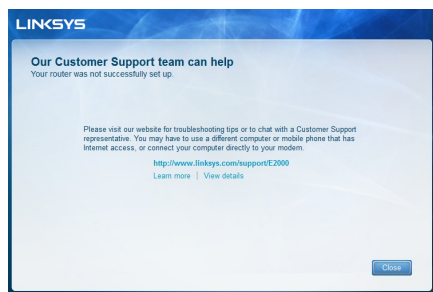 LINKSYS
Our Customer Support team can help
Your router was not successfully set up.
Please visit our website for troubleshooting tips or to chat with a Customer Support
representative. You may have to use a different computer or mobile phone that has
Internet access, or connect your computer directly to your modem.
http://www.linksys.com/support/E2000
Learn more | View details
Close